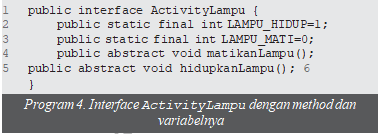 1 public interface ActivityLampu {
2 public static final int LAMPU_HIDUP=1;
3 public static final int LAMPU_MATI=0;
4 public abstract void matikanLampu();
5 public abstract void hidupkanLampu(); 6
}
Program 4. Interface ActivityLampu dengan method dan
variabelnya